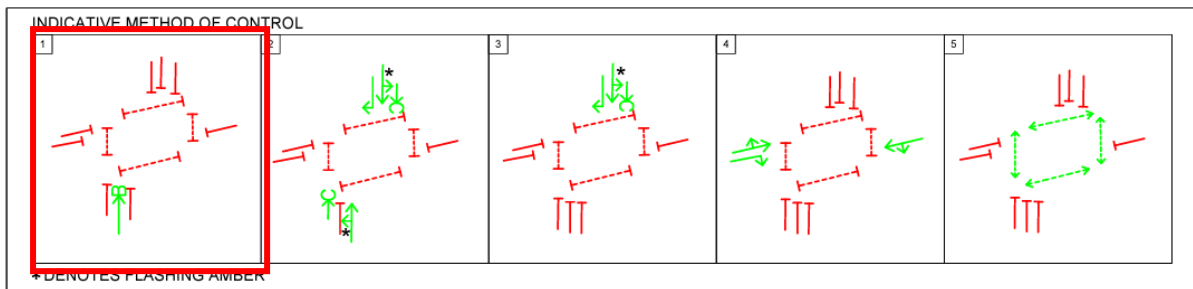 INDICATIVE METHOD OF CONTROL
1
2
3
4
5
*
*
B
C
C
C
*
* DENOTES FLASHING AMBER